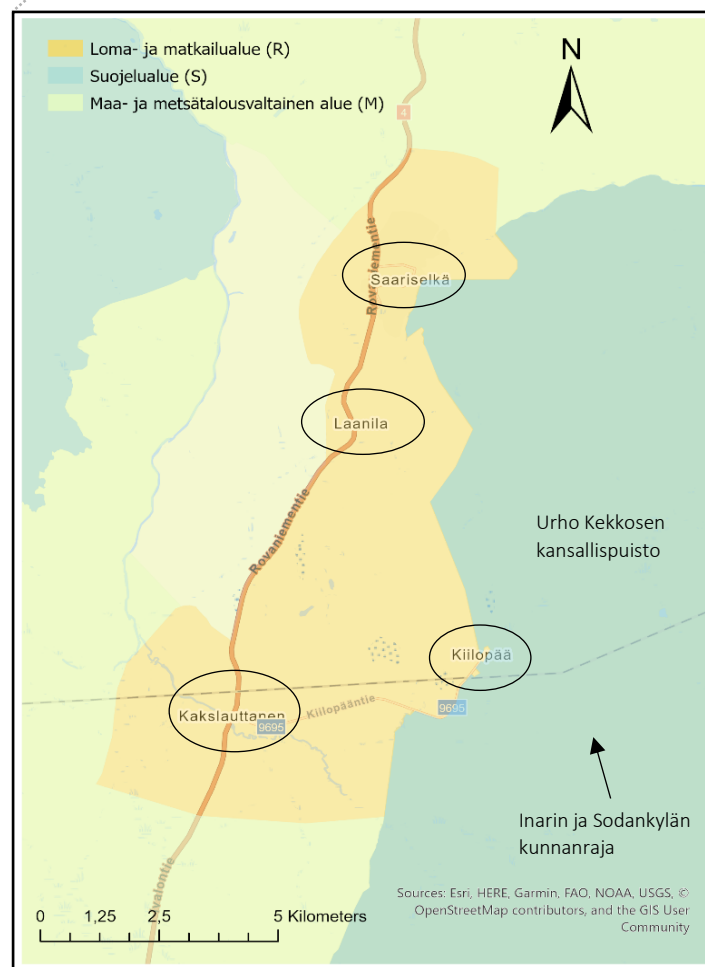 Loma- ja matkailualue (R)
Suojelualue (S)
Maa- ja metsätalousvaltainen alue (M)
N
4
Rovaniementie
Saariselkä
Laanila
Rovaniementie
Urho Kekkosen
kansallispuisto
Kiilopää
Kakslauttanen
Kiilopääntie
9695
9695
Inarin ja Sodankylän
kunnanraja
valontie
Sources: Esri, HERE, Garmin, FAO, NOAA, USGS, ©
OpenStreetMap contributors, and the GIS User
Community
0 1,25 2,5 5 Kilometers